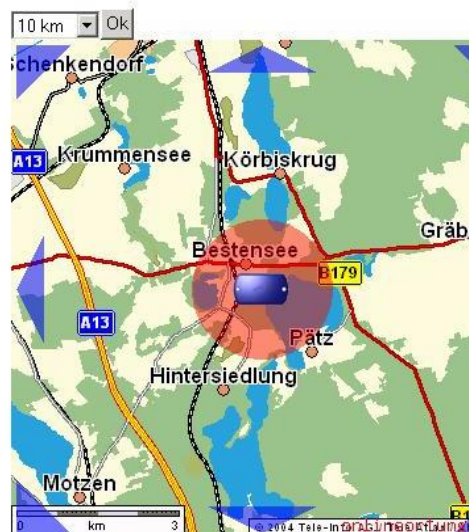 10 km Ok
Schenkendorf
A13 Krummensee Körbiskrug
Gräb
Bestensee
B179
A13
Pätz
Hintersiedlung
Motzen
0 km 3
© 2004 Tele-Info